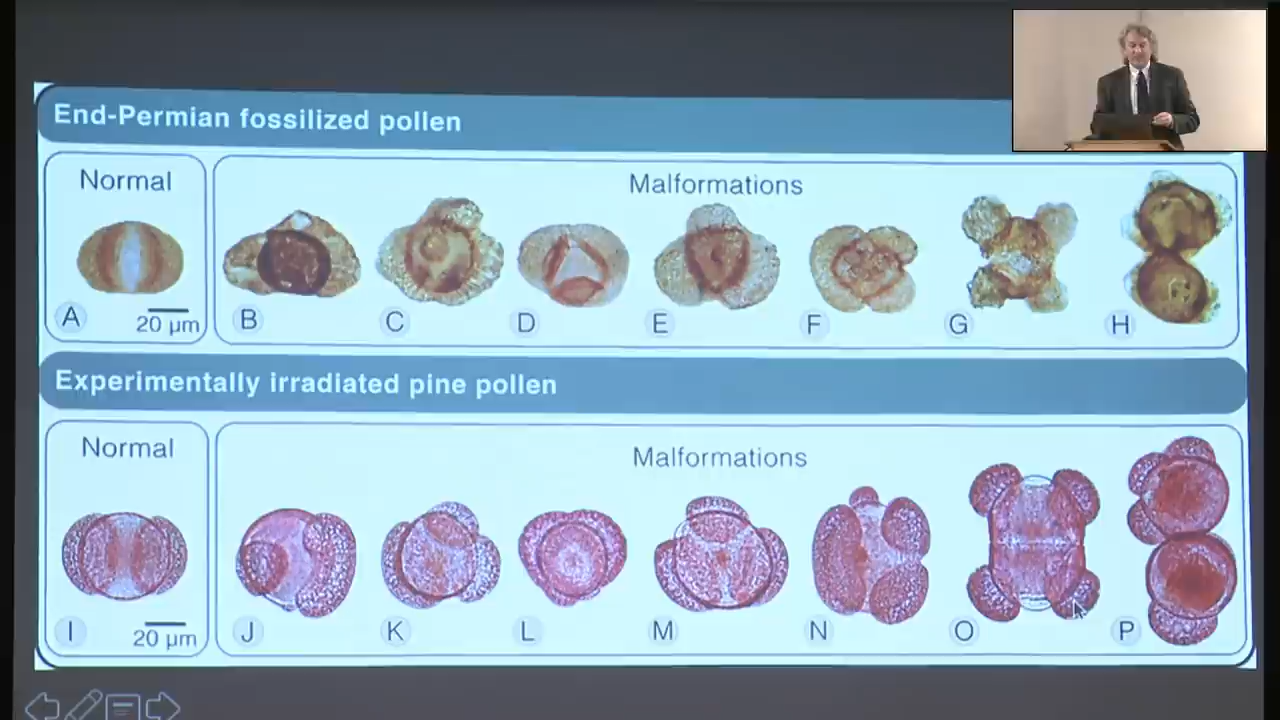 End-Permian fossilized pollen
Normal
Malformations
A
20 µm
B
C
D
E
F
G
H
Experimentally irradiated pine pollen
Normal
Malformations
I
20 µm
J
K
L
M
N
O
P